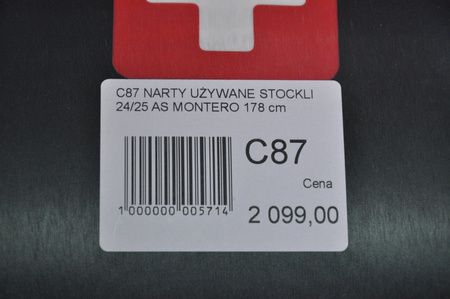 C87 NARTY UŻYWANE STOCKLI
24/25 AS MONTERO 178 cm
C87
Cena
1 000000 005714
2 099,00